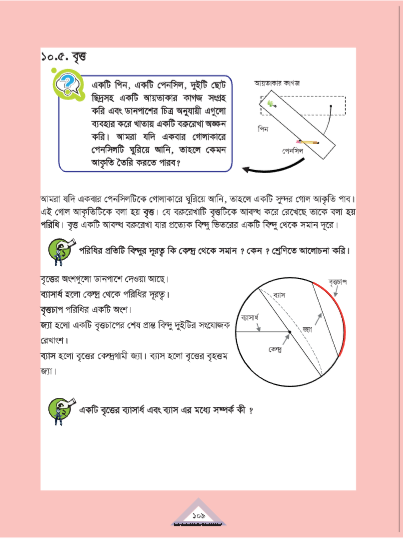 ১০.৫. বৃত্ত
একটি পিন, একটি পেনসিল, দুইটি ছোট
ছিদ্রসহ একটি আয়তাকার কাগজ সংগ্রহ
করি এবং ডানপাশের চিত্র অনুযায়ী এগুলো
ব্যবহার করে খাতায় একটি বক্ররেখা অঙ্কন
করি। আমরা যদি একবার গোলাকারে
পেনসিলটি ঘুরিয়ে আনি, তাহলে কেমন
আকৃতি তৈরি করতে পারব?
আয়তাকার কাগজ
পিন
পেনসিল
আমরা যদি একবার পেনসিলটিকে গোলাকারে ঘুরিয়ে আনি, তাহলে একটি সুন্দর গোল আকৃতি পাব।
এই গোল আকৃতিটিকে বলা হয় বৃত্ত। যে বক্ররেখাটি বৃত্তটিকে আবদ্ধ করে রেখেছে তাকে বলা হয়
পরিধি। বৃত্ত একটি আবদ্ধ বক্ররেখা যার প্রত্যেক বিন্দু ভিতরের একটি বিন্দু থেকে সমান দূরে।
পরিধির প্রতিটি বিন্দুর দূরত্ব কি কেন্দ্র থেকে সমান ? কেন ? শ্রেণিতে আলোচনা করি।
বৃত্তের অংশগুলো ডানপাশে দেওয়া আছে।
ব্যাসার্ধ হলো কেন্দ্র থেকে পরিধির দূরত্ব।
বৃত্তচাপ পরিধির একটি অংশ।
জ্যা হলো একটি বৃত্তচাপের শেষ প্রান্ত বিন্দু দুইটির সংযোজক
রেখাংশ।
ব্যাস হলো বৃত্তের কেন্দ্রগামী জ্যা। ব্যাস হলো বৃত্তের বৃহত্তম
জ্যা।
বৃত্তচাপ
ব্যাস
ব্যাসার্ধ
জ্যা
কেন্দ্র
একটি বৃত্তের ব্যাসার্ধ এবং ব্যাস এর মধ্যে সম্পর্ক কী ?
১০৯